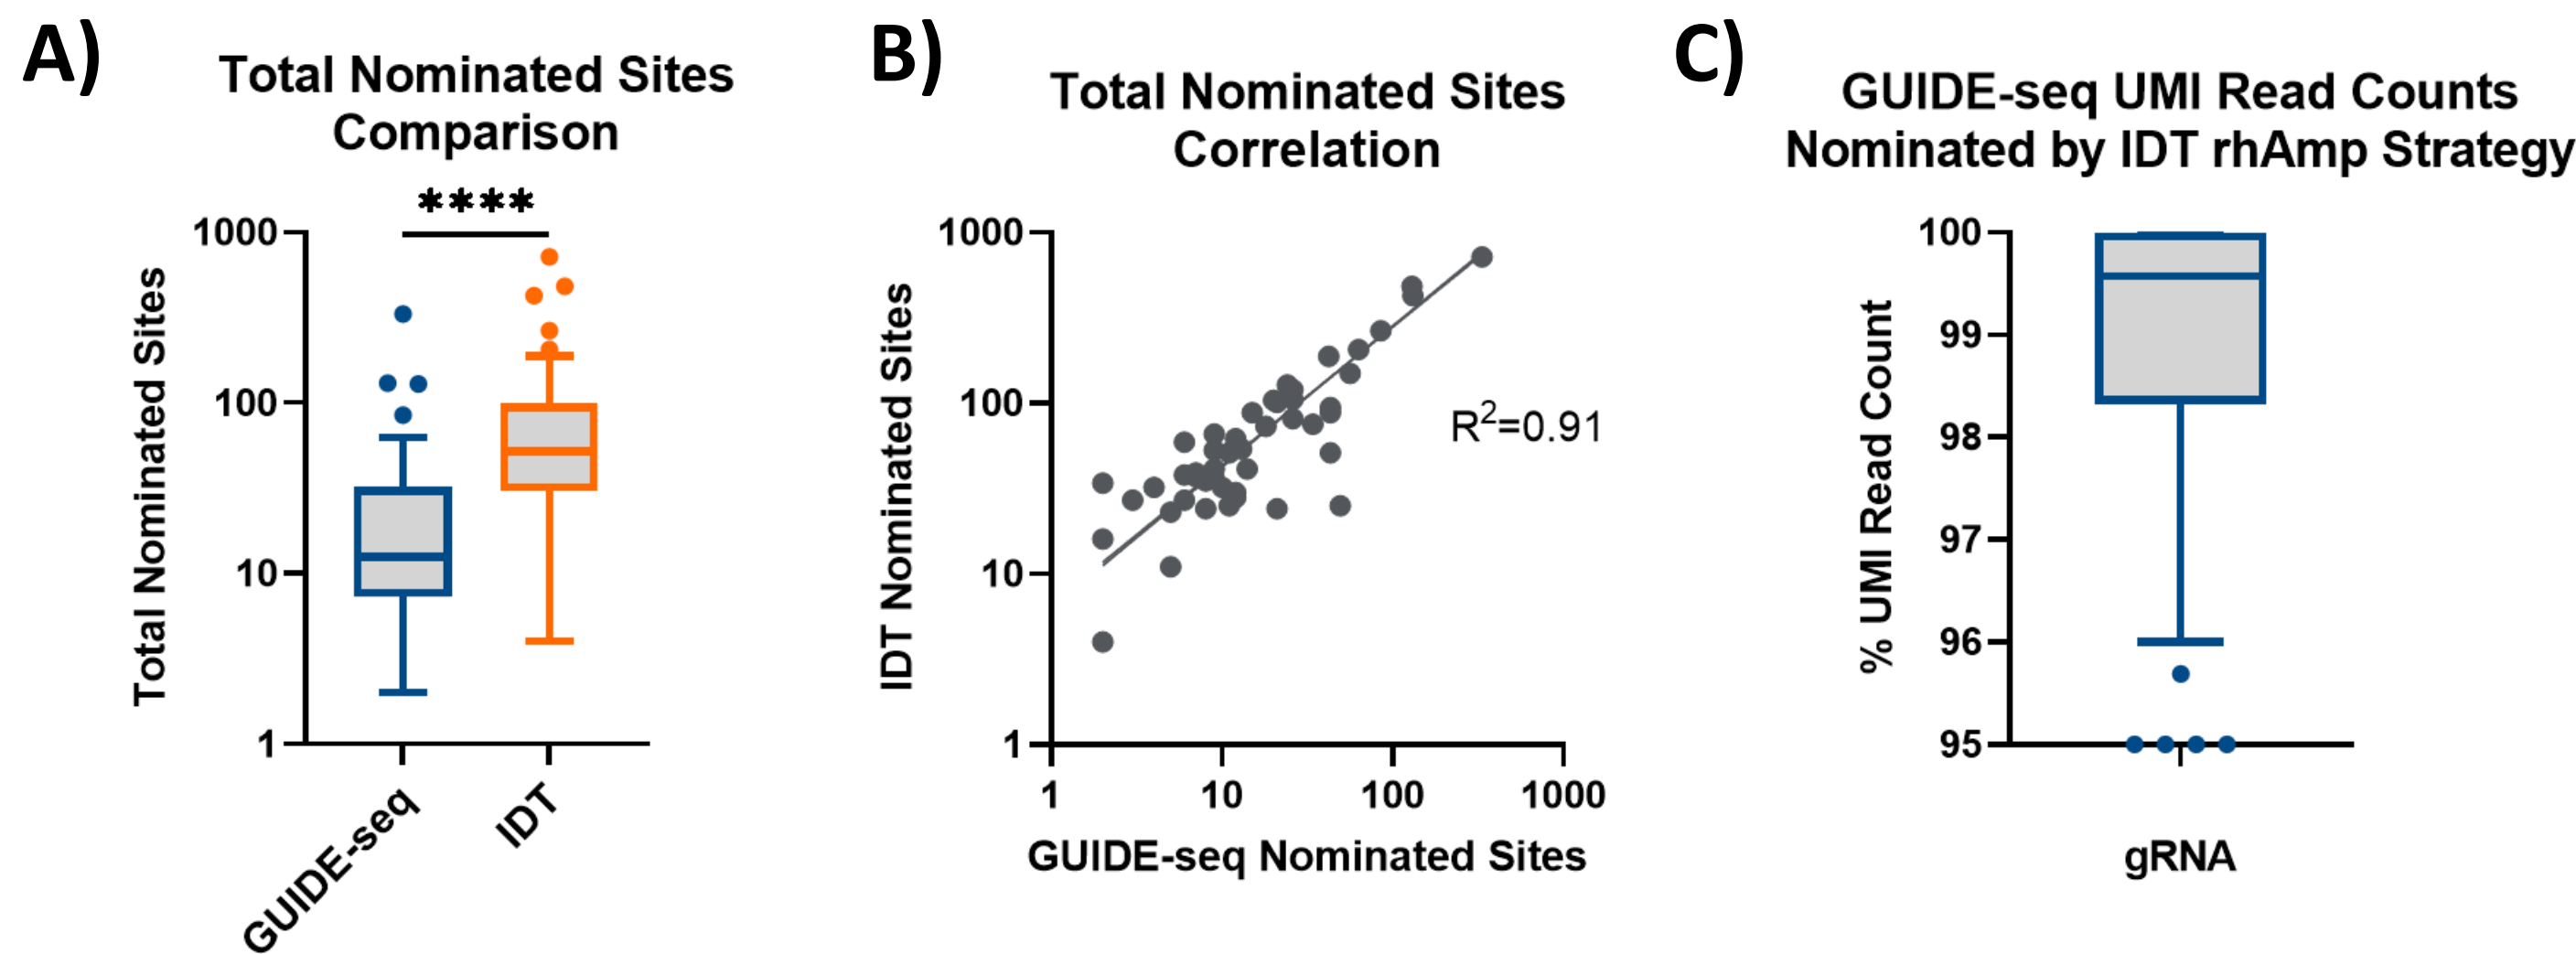 A)
Total Nominated Sites
Comparison
****
Total Nominated Sites
1000
100
10
1
GUIDE-seq
IDT
B)
Total Nominated Sites
Correlation
IDT Nominated Sites
1000
100
10
1
R²=0.91
1 10 100 1000
GUIDE-seq Nominated Sites
C)
GUIDE-seq UMI Read Counts
Nominated by IDT rhAmp Strategy
% UMI Read Count
100
99
98
97
96
95
gRNA